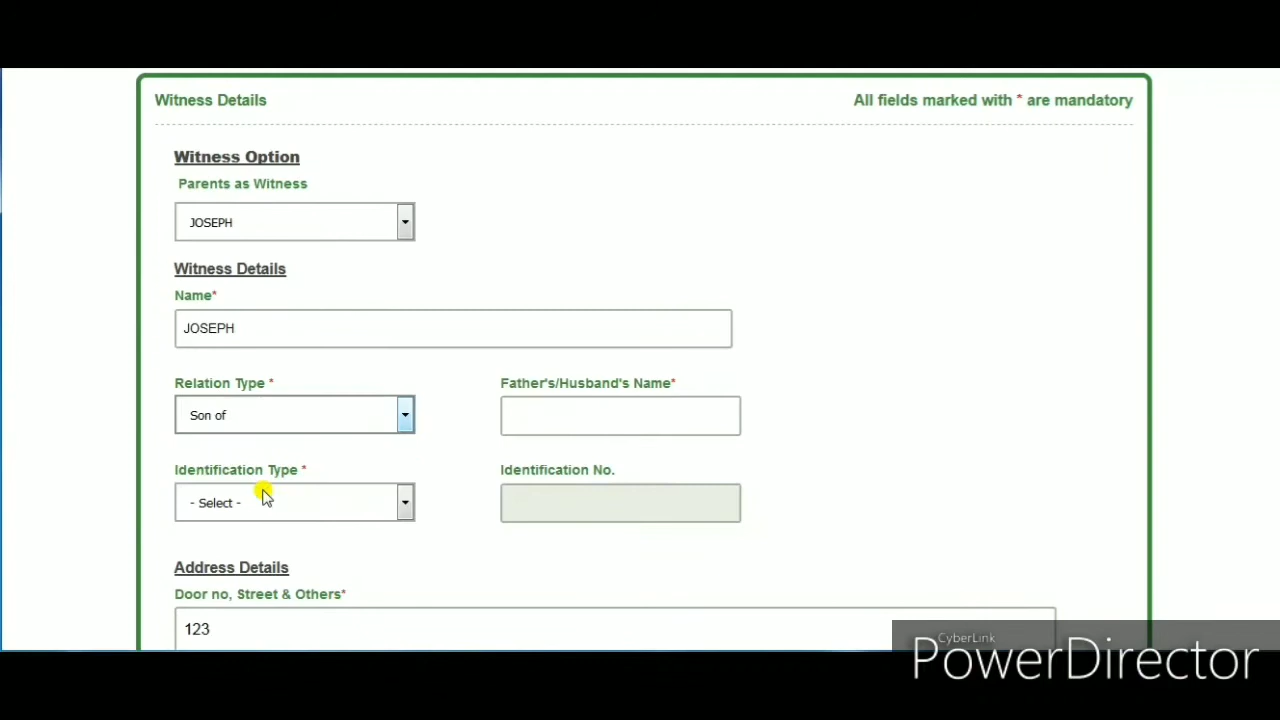 Witness Details
All fields marked with * are mandatory
Witness Option
Parents as Witness
JOSEPH
Witness Details
Name*
JOSEPH
Relation Type *
Father's/Husband's Name*
Son of
Identification Type *
Identification No.
- Select -
Address Details
Door no, Street & Others*
123
CyberLink
PowerDirector